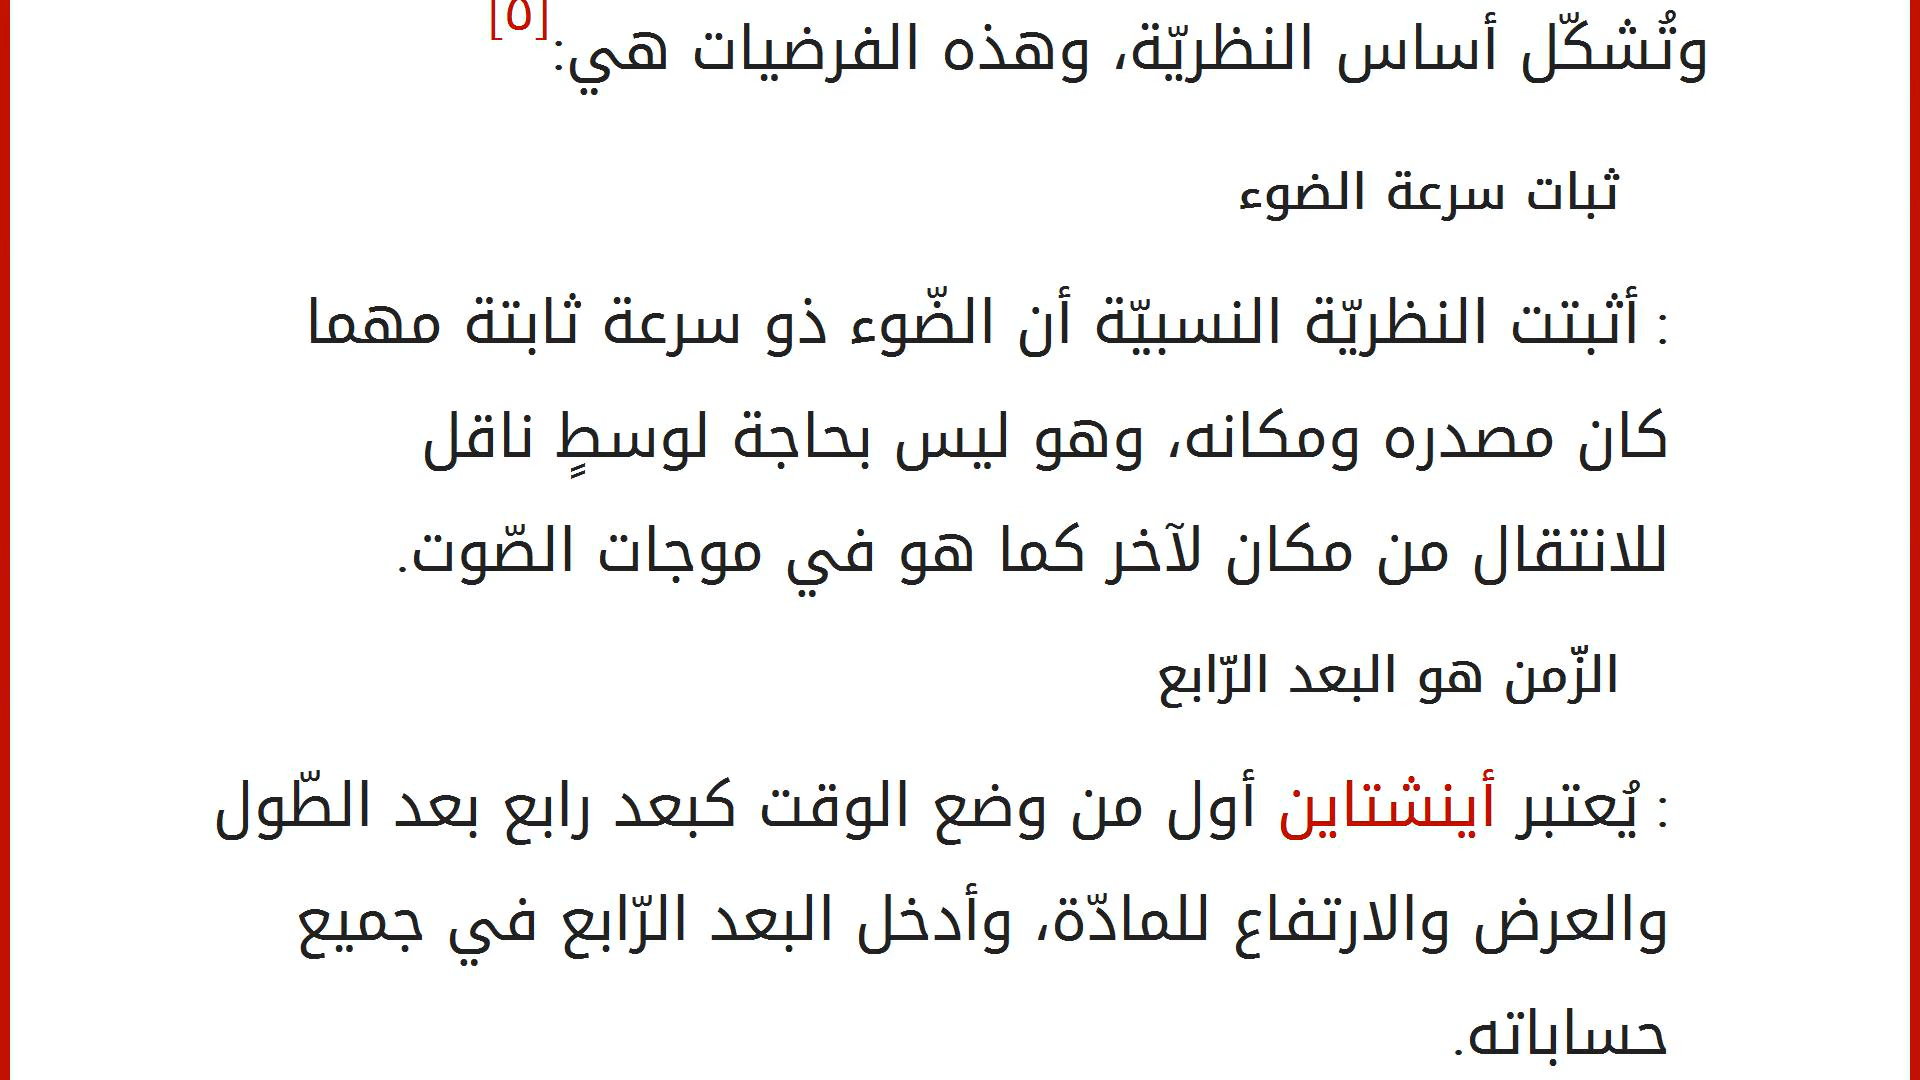 وتُشكّل أساس النظريّة، وهذه الفرضيات هي:[٥]
ثبات سرعة الضوء
: أثبتت النظريّة النسبيّة أن الضّوء ذو سرعة ثابتة مهما
كان مصدره ومكانه، وهو ليس بحاجة لوسطٍ ناقل
للانتقال من مكان لآخر كما هو في موجات الصّوت.
الزّمن هو البعد الرّابع
: يُعتبر أينشتاين أول من وضع الوقت كبعد رابع بعد الطّول
والعرض والارتفاع للمادّة، وأدخل البعد الرّابع في جميع
حساباته.